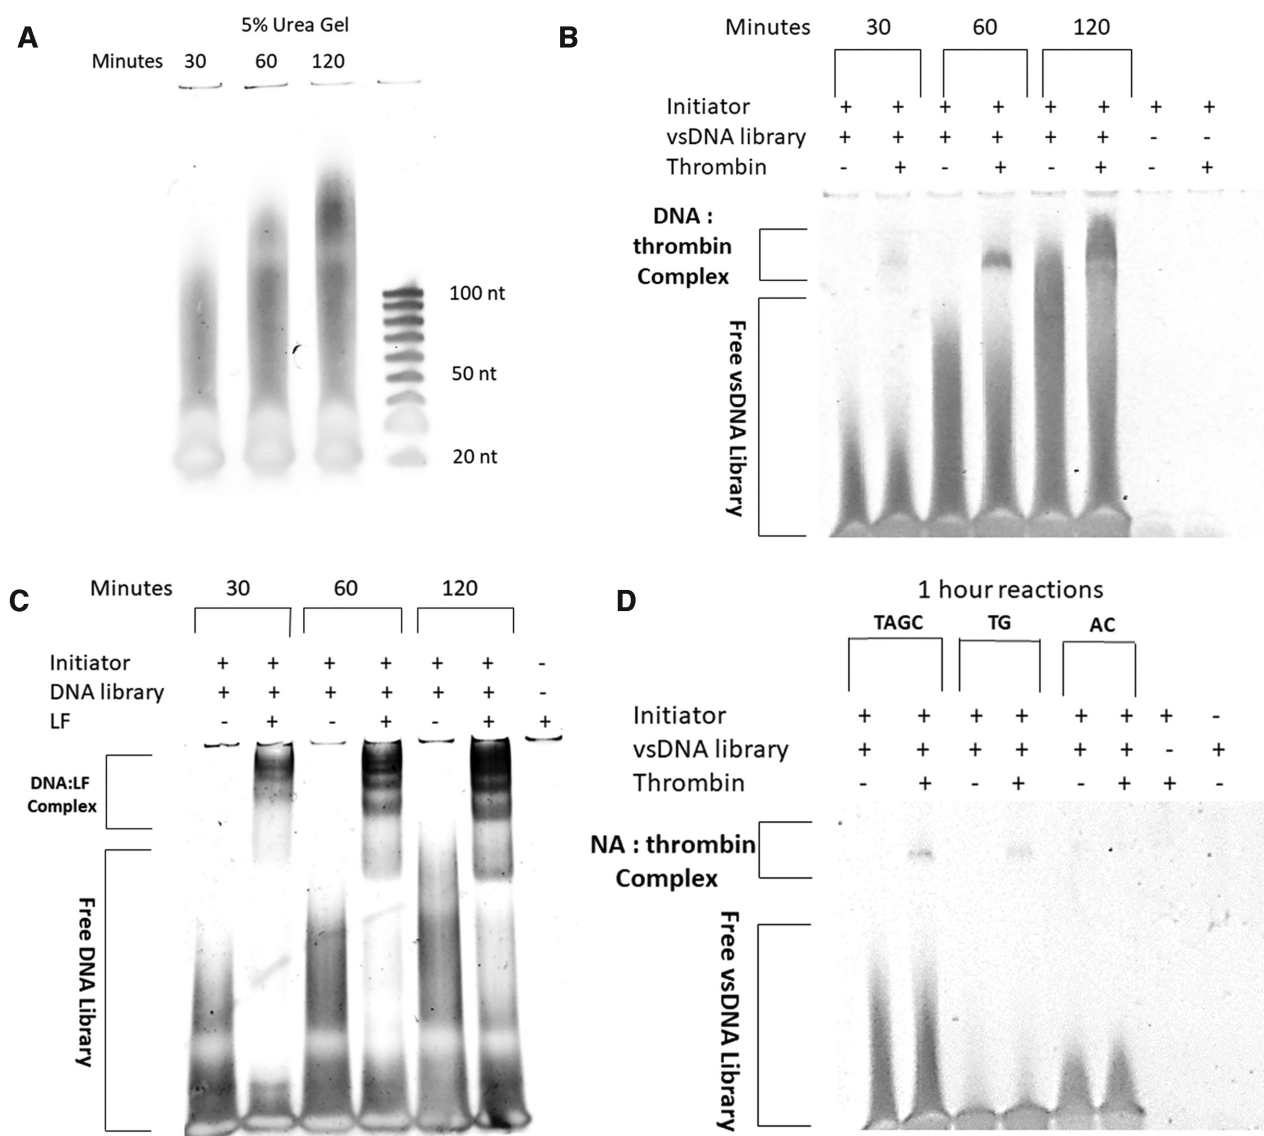 A
5% Urea Gel
Minutes 30 60 120
100 nt
50 nt
20 nt
B
Minutes 30 60 120
Initiator + + + + + + + +
vsDNA library + + + + + + - -
Thrombin - + - + - + - +
DNA :
thrombin
Complex
Free vsDNA Library
C
Minutes 30 60 120
Initiator + + + + + + -
DNA library + + + + + + -
LF - + - + - + +
DNA:LF
Complex
Free DNA Library
D
1 hour reactions
TAGC TG AC
Initiator + + + + + + + -
vsDNA library + + + + + + - +
Thrombin - + - + - + + -
NA : thrombin
Complex
Free vsDNA Library